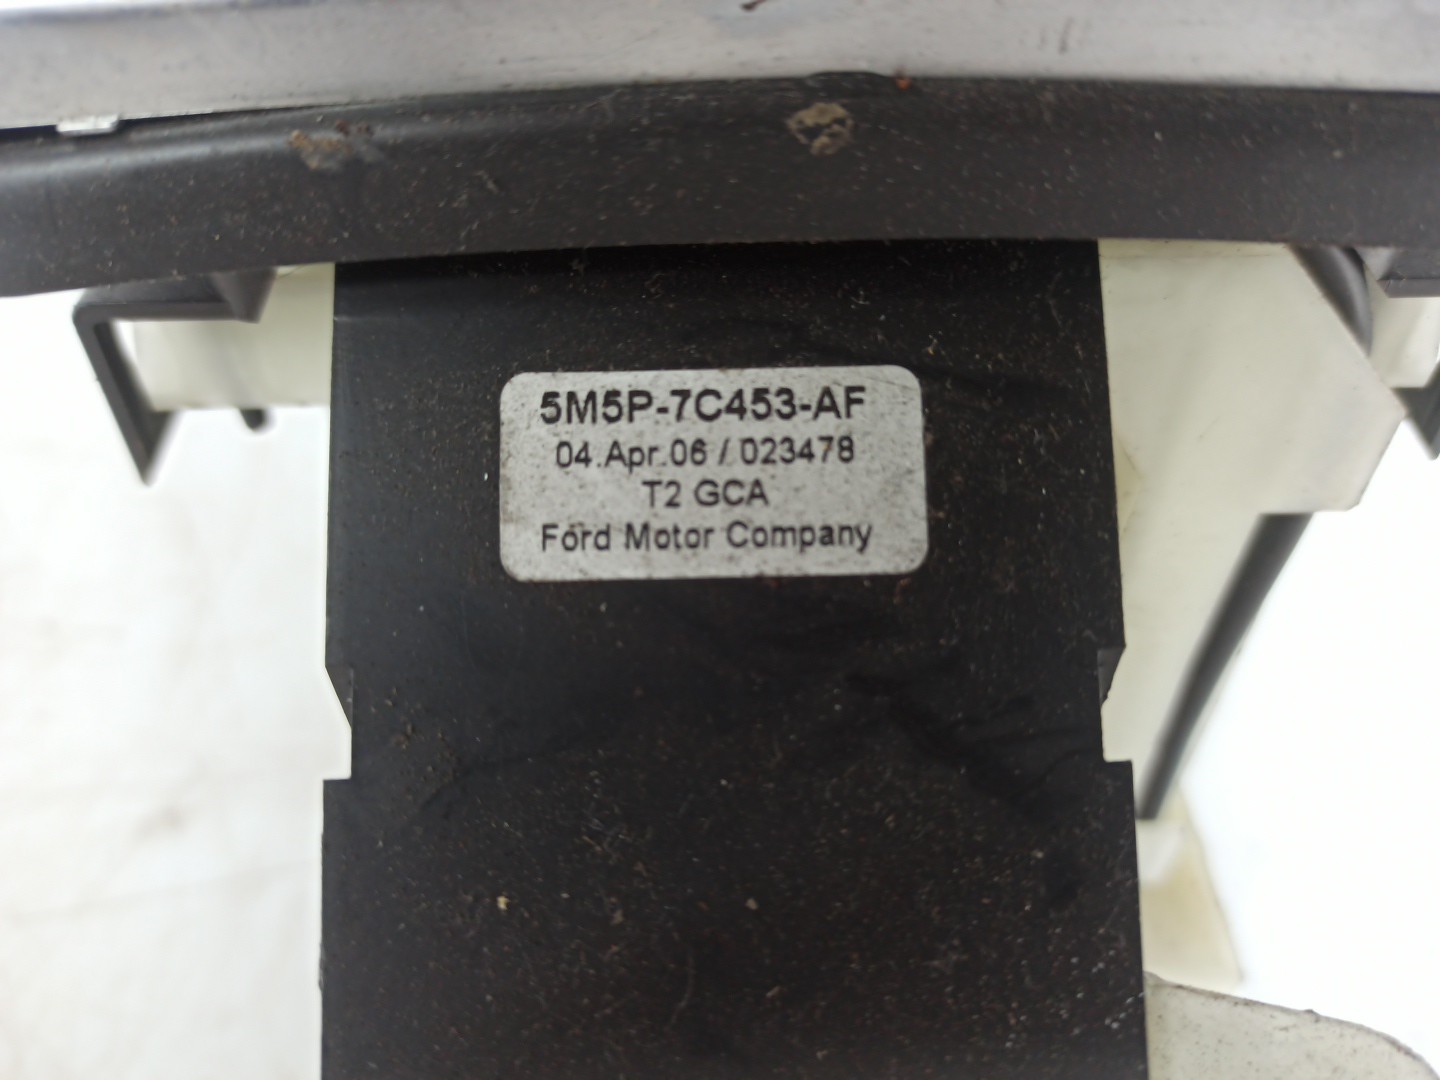 5M5P-7C453-AF
04.Apr.06 / 023478
T2 GCA
Ford Motor Company